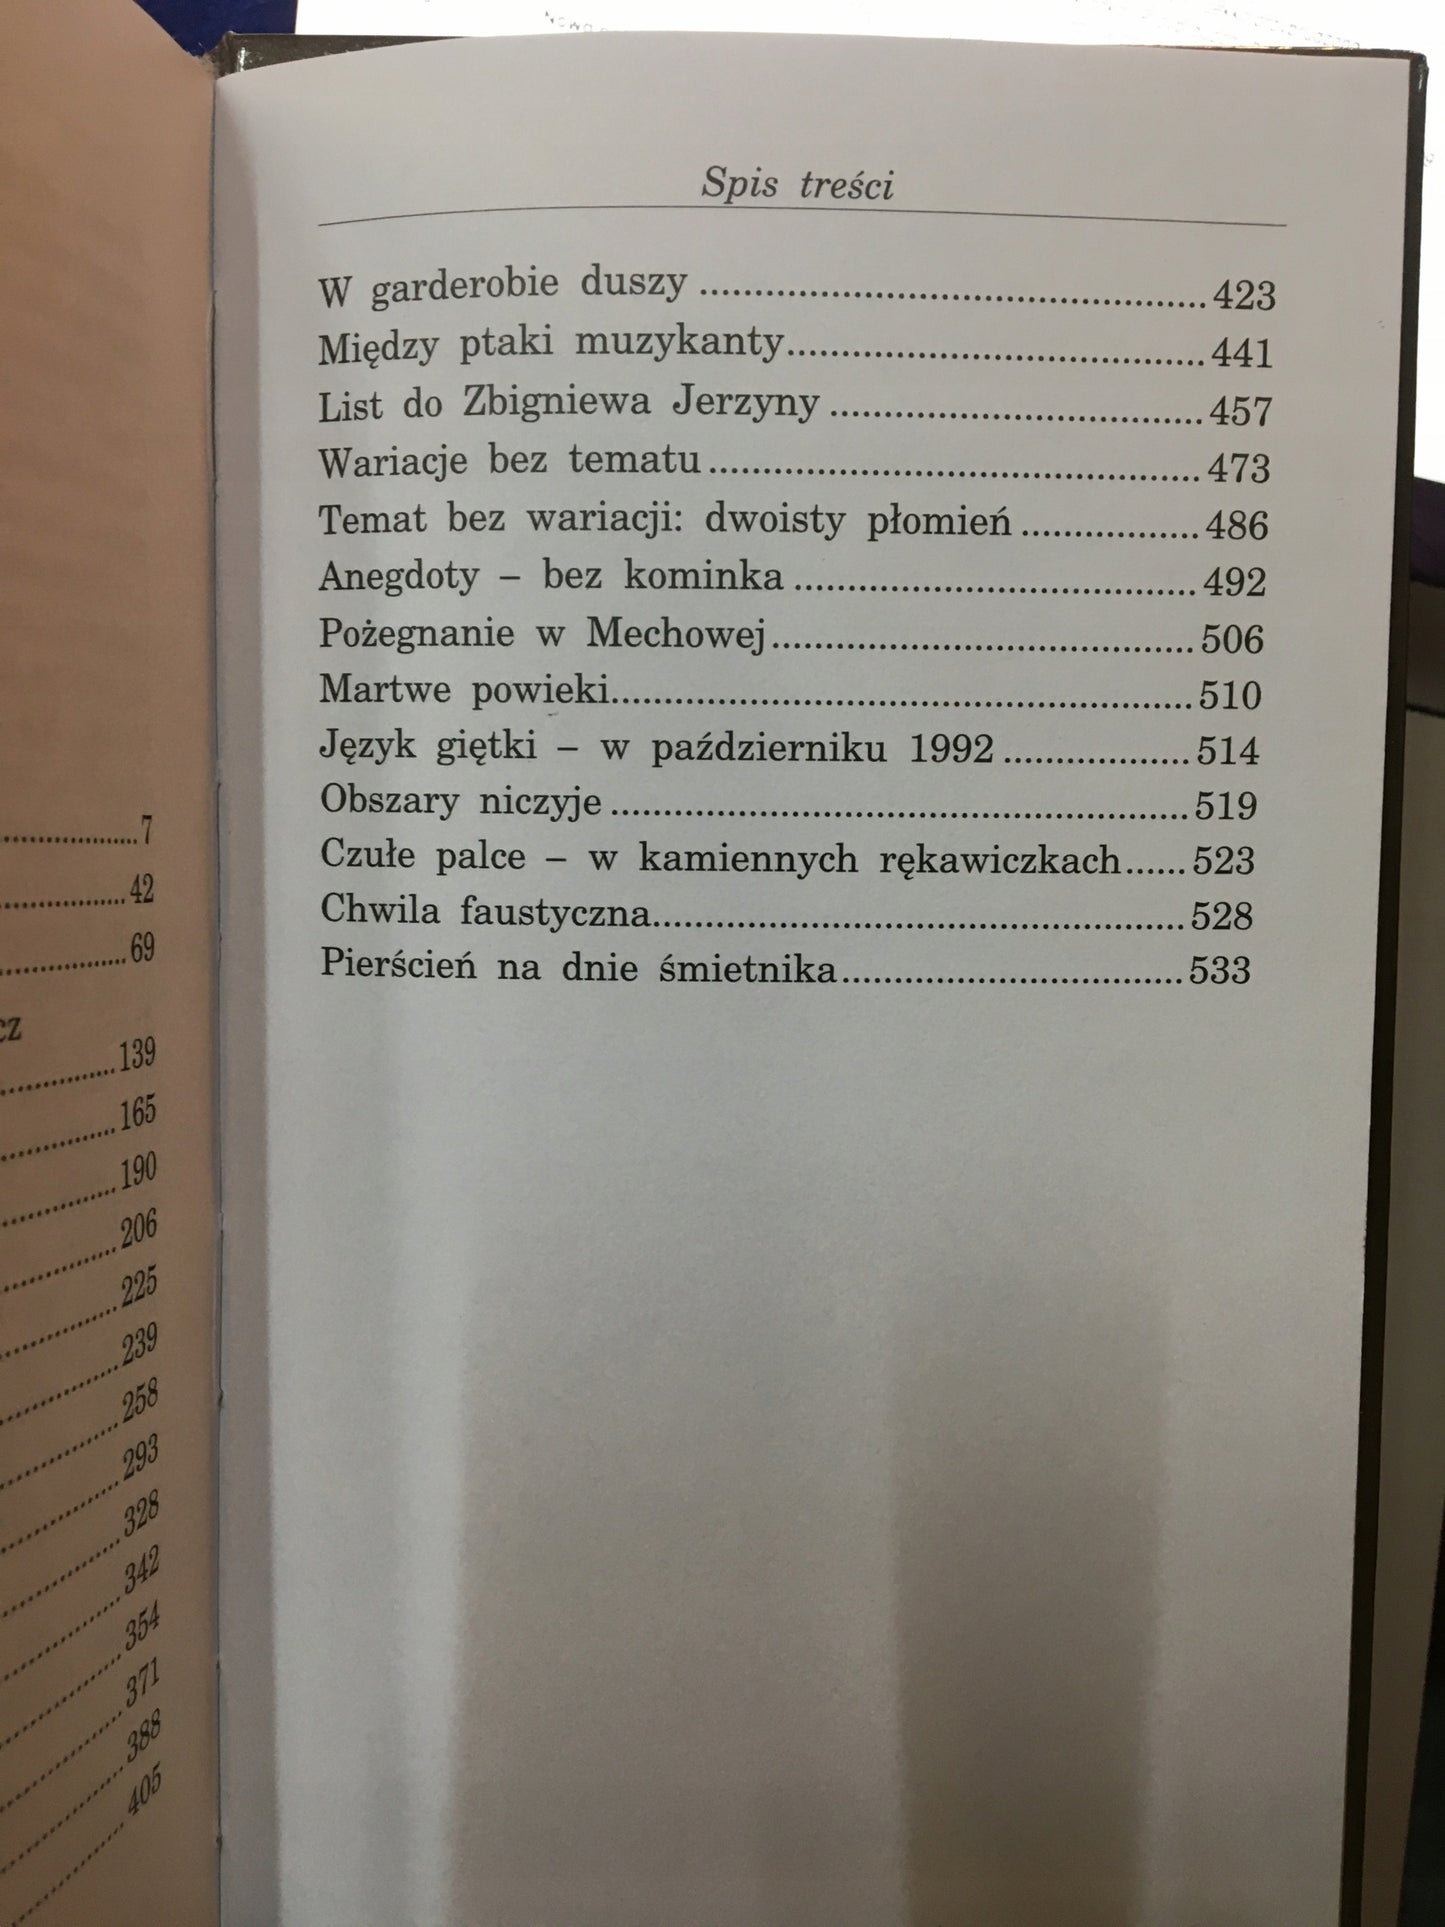 7
42
69
cz
139
165
190
206
225
239
258
293
328
342
354
371
388
405
Spis treści
W garderobie duszy ................................................ 423
Między ptaki muzykanty....................................... 441
List do Zbigniewa Jerzyny ................................... 457
Wariacje bez tematu .............................................. 473
Temat bez wariacji: dwoisty płomień ................. 486
Anegdoty – bez kominka ...................................... 492
Pożegnanie w Mechowej........................................ 506
Martwe powieki....................................................... 510
Język giętki – w październiku 1992 .................. 514
Obszary niczyje ...................................................... 519
Czułe palce – w kamiennych rękawiczkach...... 523
Chwila faustyczna.................................................. 528
Pierścień na dnie śmietnika................................ 533